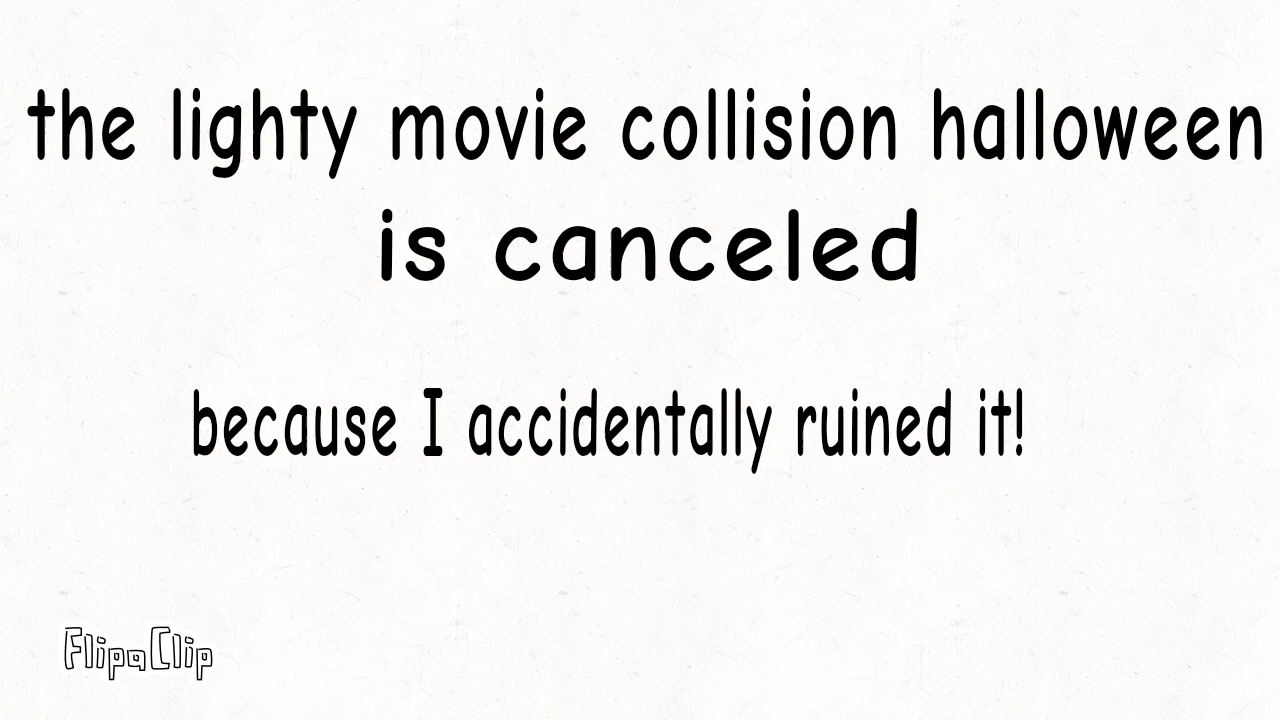 the lighty movie collision halloween
is canceled
because I accidentally ruined it!
FlipaClip